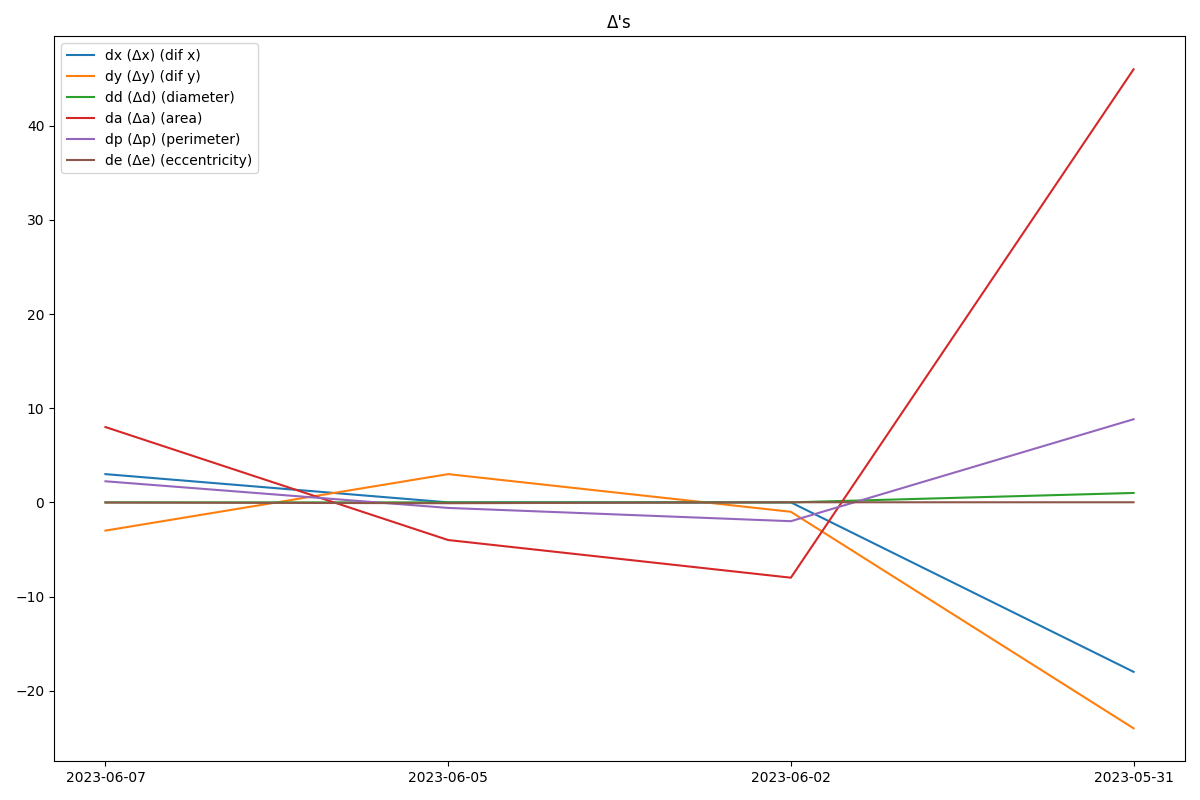 Δ's
dx (Δx) (dif x)
dy (Δy) (dif y)
dd (Δd) (diameter)
da (Δa) (area)
dp (Δp) (perimeter)
de (Δe) (eccentricity)
40
30
20
10
0
−10
−20
2023-06-07 2023-06-05 2023-06-02 2023-05-31